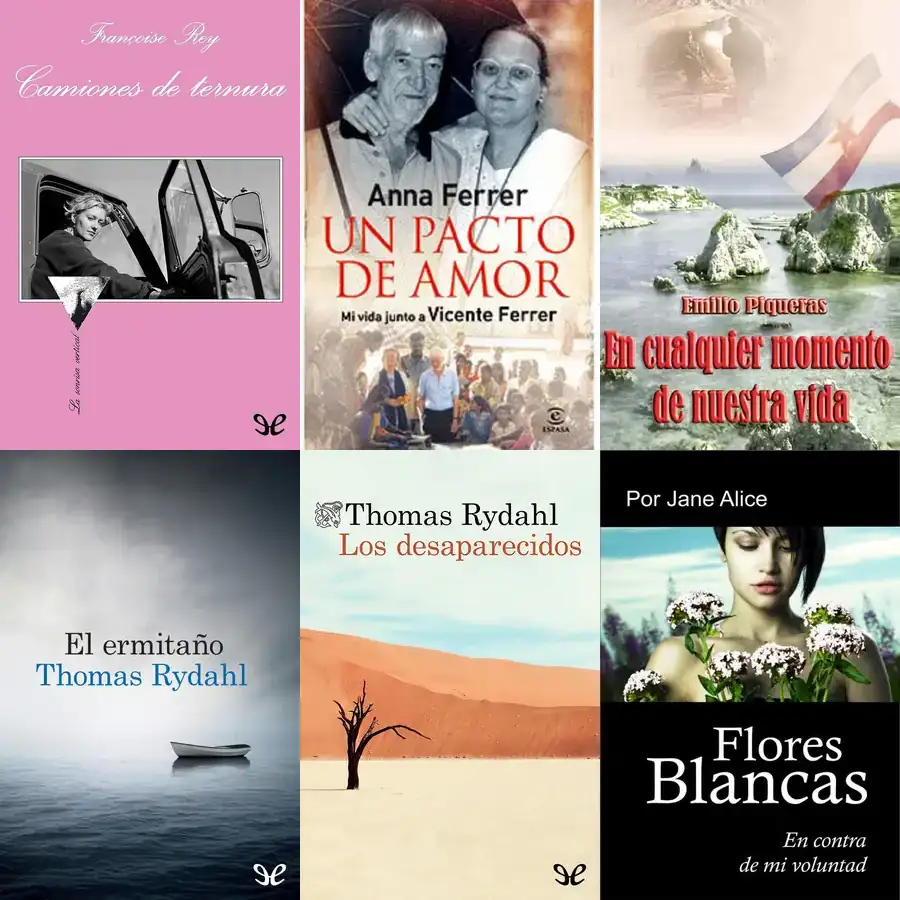 Françoise Rey
Camiones de ternura
La sonrisa vertical
Anna Ferrer
UN PACTO
DE AMOR
Mi vida junto a Vicente Ferrer
ESPASA
Emilio Piqueras
En cualquier momento
de nuestra vida
El ermitaño
Thomas Rydahl
Thomas Rydahl
Los desaparecidos
Por Jane Alice
Flores
Blancas
En contra
de mi voluntad